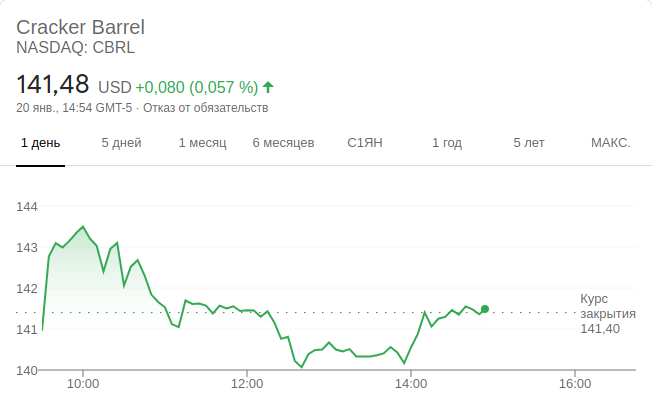 Cracker Barrel
NASDAQ: CBRL
141,48 USD +0,080 (0,057 %)
20 янв., 14:54 GMT-5 · Отказ от обязательств
1 день 5 дней 1 месяц 6 месяцев С1ЯН 1 год 5 лет МАКС.
144
143
142
Курс
закрытия
141,40
141
140
10:00 12:00 14:00 16:00